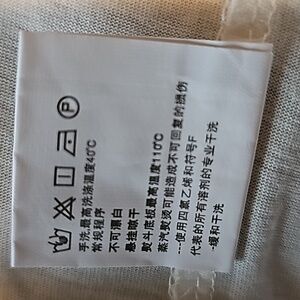 P
手洗最高洗涤温度40℃
常规程序
不可漂白
悬挂晾干
熨斗底板最高温度110℃
蒸汽熨烫可能造成不可回复的损伤
---使用四氯乙烯和符号F
代表的所有溶剂的专业干洗
-缓和干洗